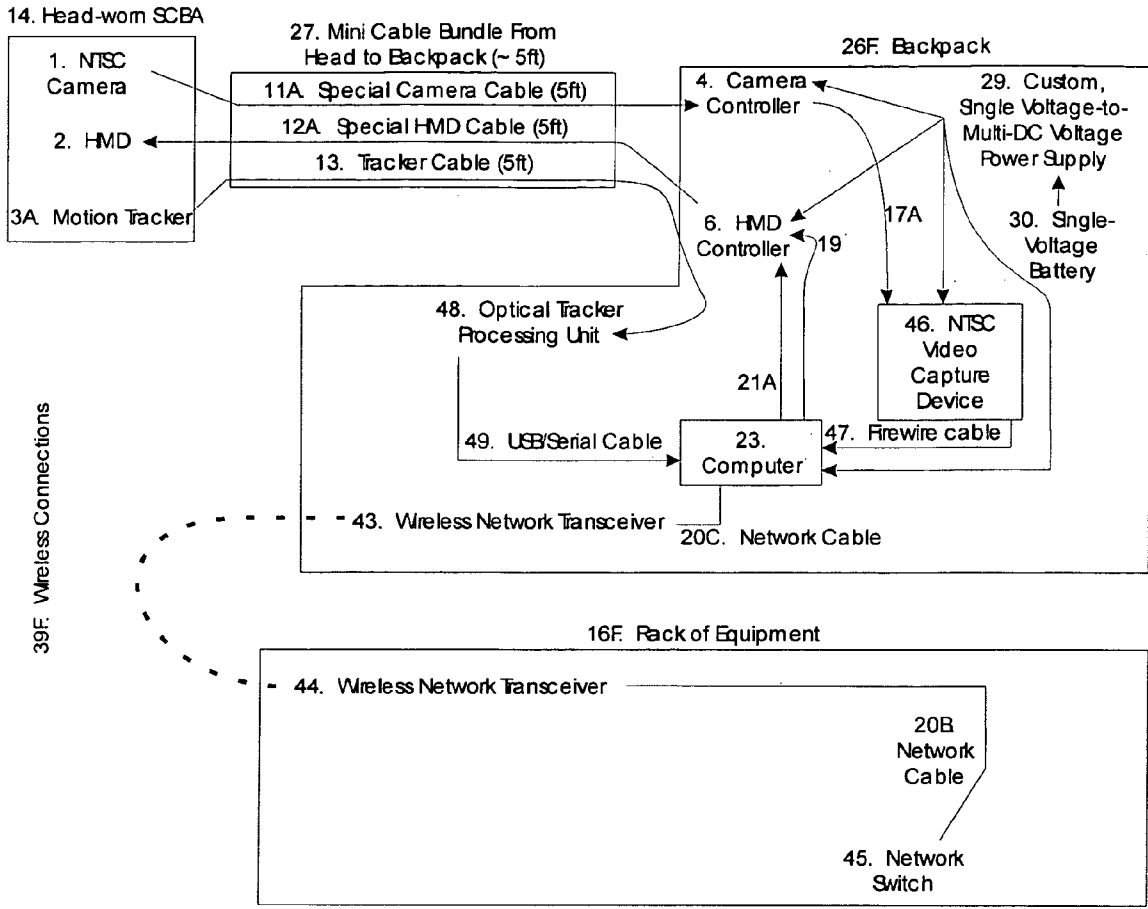 14. Head-worn SCBA
1. NTSC
Camera
2. HMD
3A. Motion Tracker
27. Mini Cable Bundle From
Head to Backpack (~ 5ft)
11A. Special Camera Cable (5ft)
12A. Special HMD Cable (5ft)
13. Tracker Cable (5ft)
26F. Backpack
4. Camera
Controller
29. Custom,
Single Voltage-to-
Multi-DC Voltage
Power Supply
17A
30. Single-
Voltage
Battery
6. HMD
Controller
19
48. Optical Tracker
Processing Unit
46. NTSC
Video
Capture
Device
21A
49. USB/Serial Cable
23.
Computer
47. Firewire cable
43. Wireless Network Transceiver
20C. Network Cable
39F. Wireless Connections
16F. Rack of Equipment
44. Wireless Network Transceiver
20B.
Network
Cable
45. Network
Switch